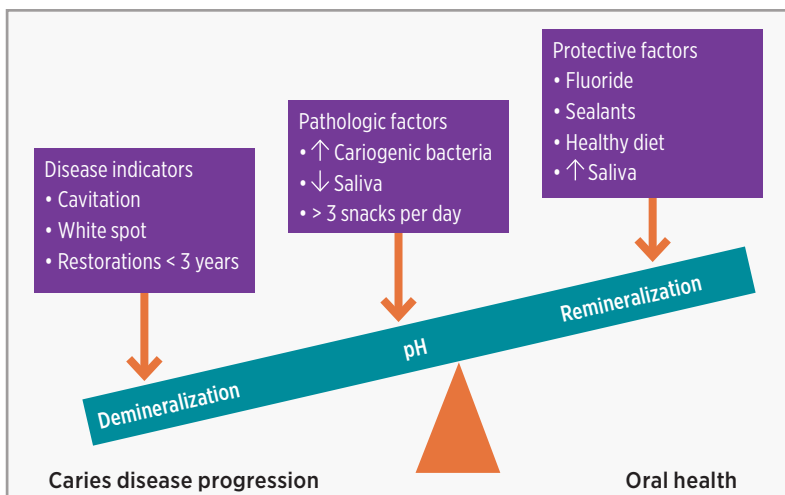 Disease indicators
• Cavitation
• White spot
• Restorations < 3 years
Pathologic factors
• ↑ Cariogenic bacteria
• ↓ Saliva
• > 3 snacks per day
Protective factors
• Fluoride
• Sealants
• Healthy diet
• ↑ Saliva
Demineralization
pH
Remineralization
Caries disease progression
Oral health